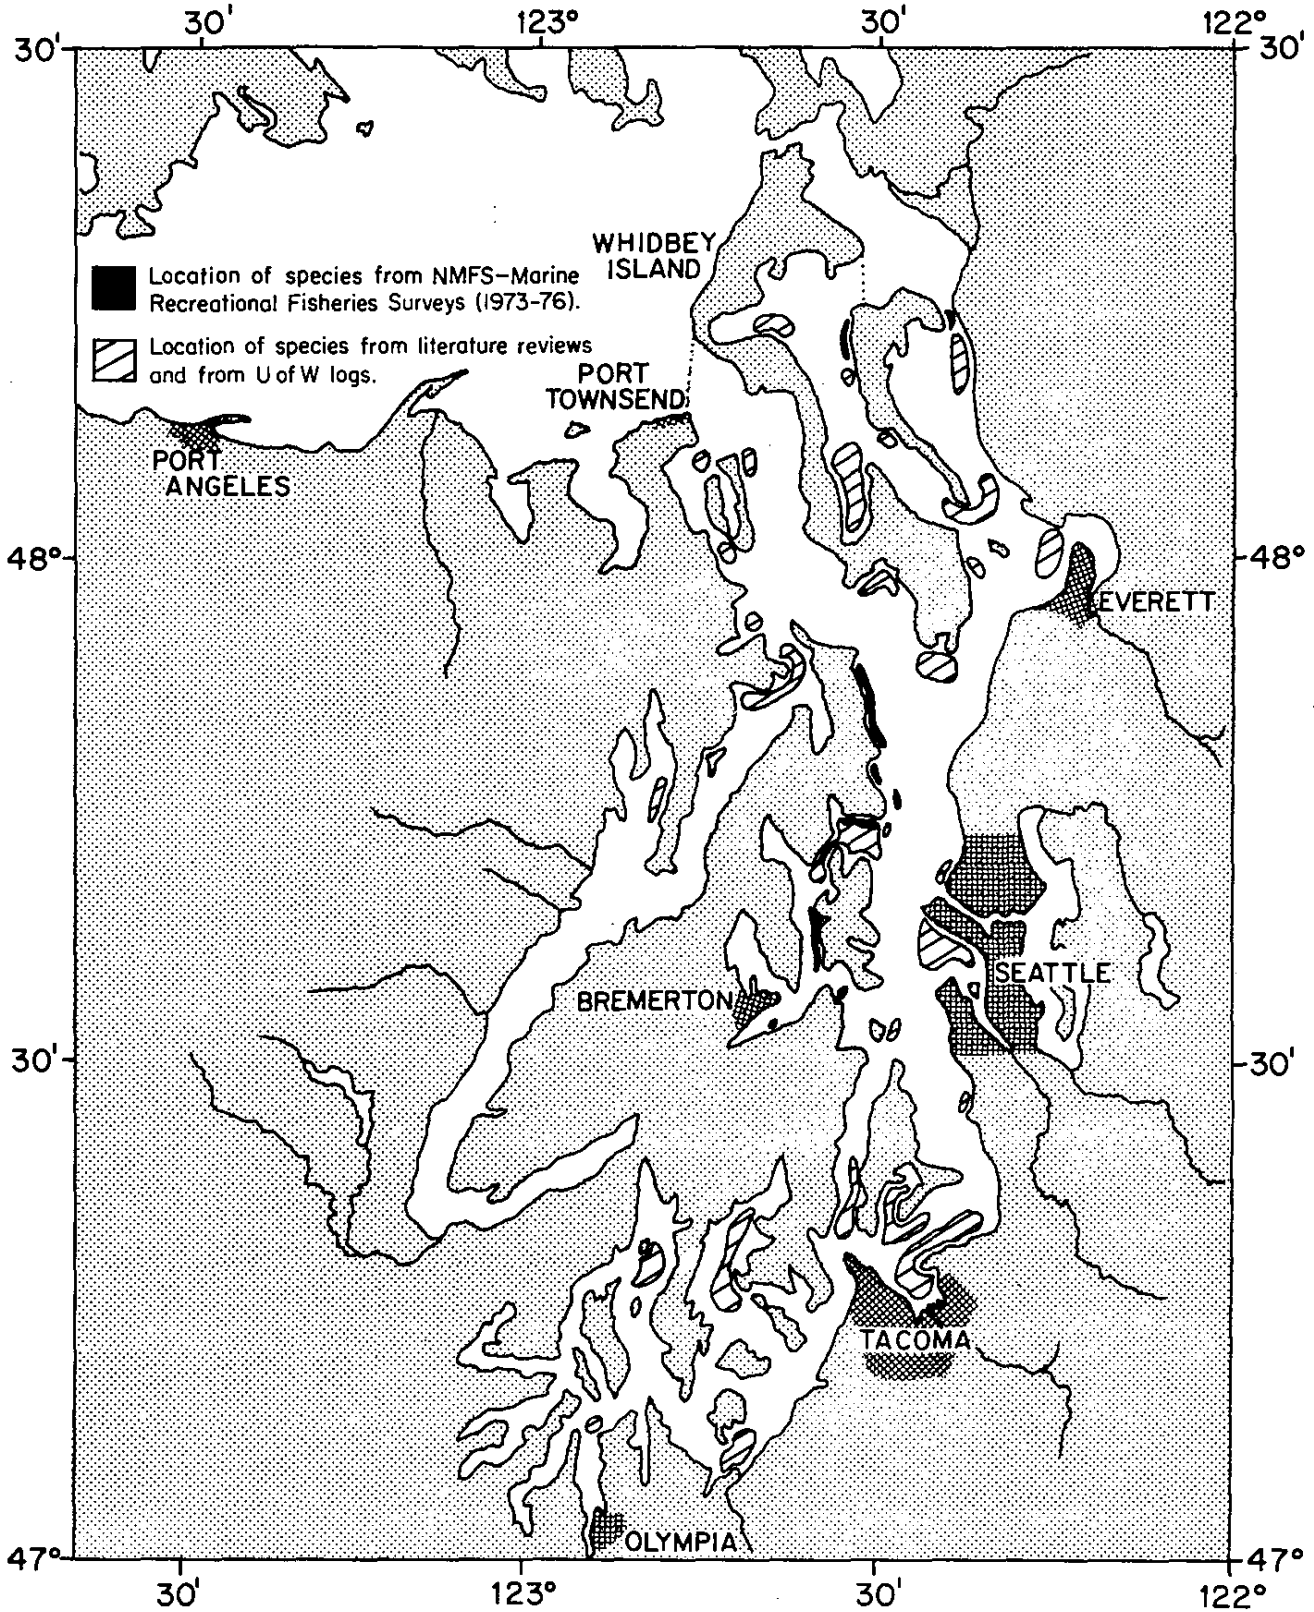 30' 123° 30' 122°
30' 30'
WHIDBEY
ISLAND
Location of species from NMFS-Marine
Recreational Fisheries Surveys (1973-76).
Location of species from literature reviews
and from U of W logs.
PORT
TOWNSEND
PORT
ANGELES
48° 48°
EVERETT
SEATTLE
BREMERTON
30' 30'
TACOMA
OLYMPIA
47° 47°
30' 123° 30' 122°